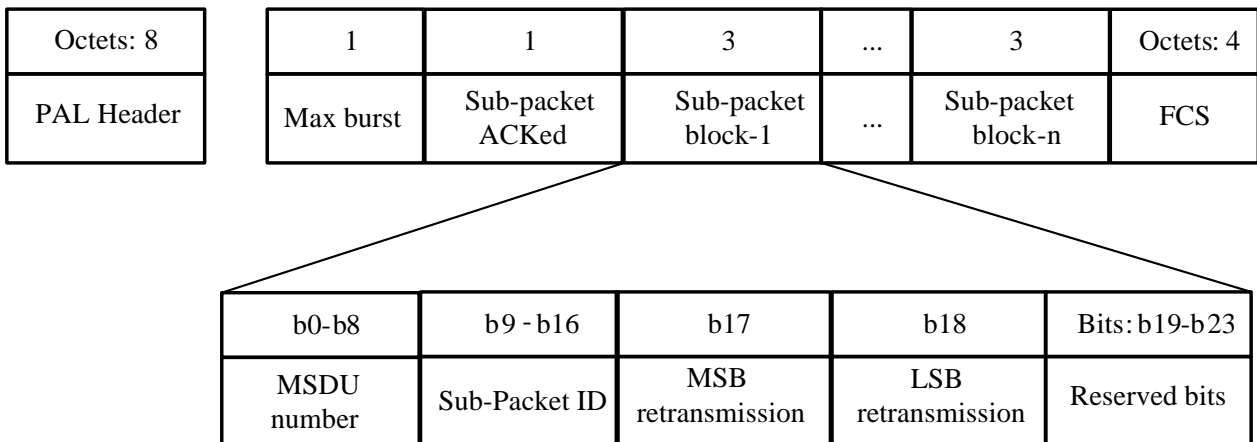 Octets: 8
1
1
3
...
3
Octets: 4
PAL Header
Max burst
Sub-packet
ACKed
Sub-packet
block-1
...
Sub-packet
block-n
FCS
b0-b8
b9 - b16
b17
b18
Bits: b19-b23
MSDU
number
Sub-Packet ID
MSB
retransmission
LSB
retransmission
Reserved bits